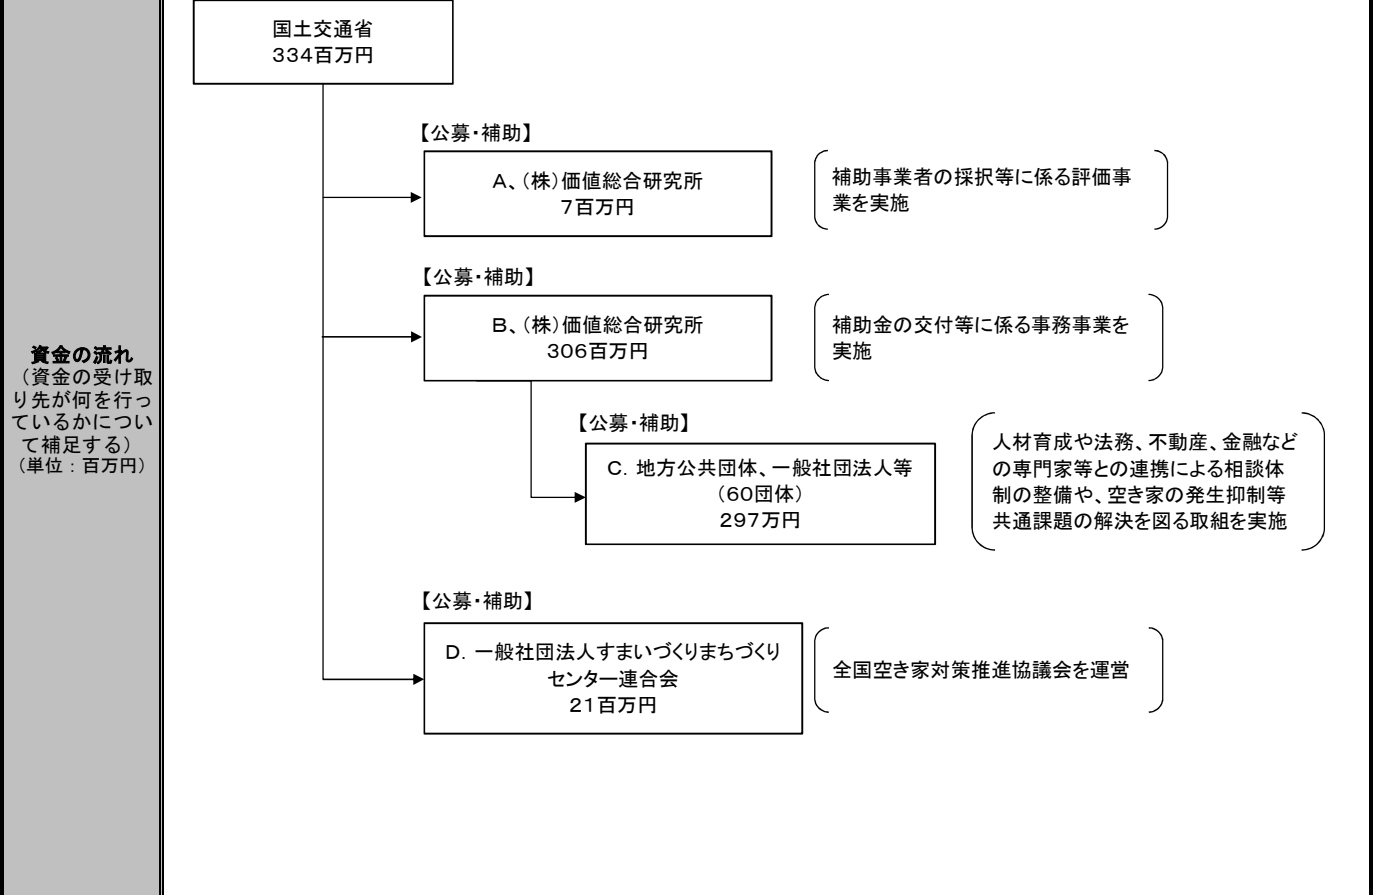 国土交通省
334百万円
【公募・補助】
A、（株）価値総合研究所
7百万円
補助事業者の採択等に係る評価事
業を実施
【公募・補助】
B、（株）価値総合研究所
306百万円
補助金の交付等に係る事務事業を
実施
資金の流れ
（資金の受け取
り先が何を行っ
ているかについ
て補足する）
（単位：百万円）
【公募・補助】
C．地方公共団体、一般社団法人等
（60団体）
297万円
人材育成や法務、不動産、金融など
の専門家等との連携による相談体
制の整備や、空き家の発生抑制等
共通課題の解決を図る取組を実施
【公募・補助】
D．一般社団法人すまいづくりまちづくり
センター連合会
21百万円
全国空き家対策推進協議会を運営